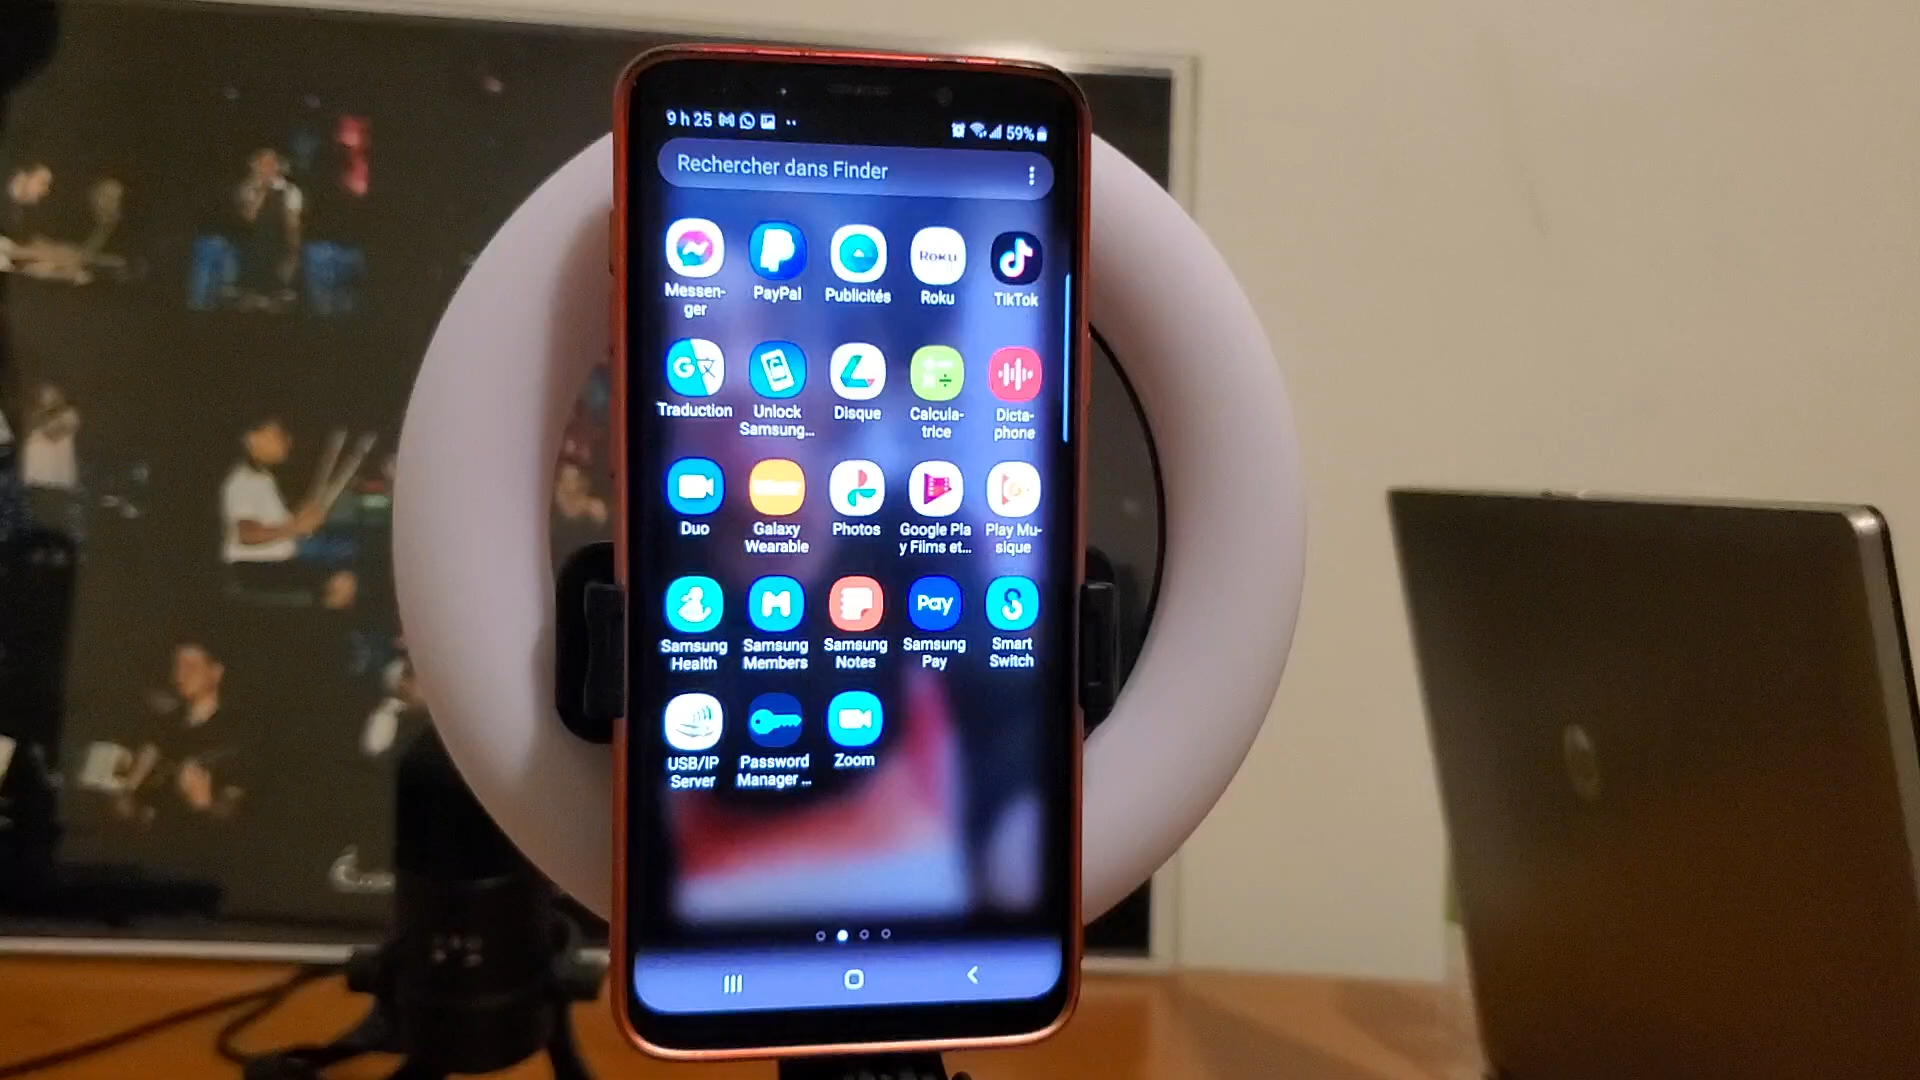 9 h 25
59%
Rechercher dans Finder
Roku
Messen-
ger
PayPal
Publicités
Roku
TikTok
G
Traduction
Unlock
Samsung...
Disque
Calcula-
trice
Dicta-
phone
Duo
Galaxy
Wearable
Photos
Google Pla
y Films et...
Play Mu-
sique
Pay
Samsung
Health
Samsung
Members
Samsung
Notes
Samsung
Pay
Smart
Switch
USB/IP
Server
Password
Manager ...
Zoom